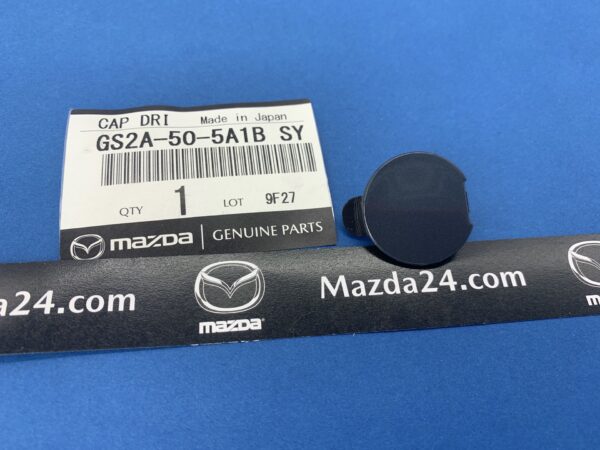 CAP DRI Made in Japan
GS2A-50-5A1B SY
QTY 1 LOT 9F27
mazda GENUINE PARTS
a24.com mazda Mazda24.com ma